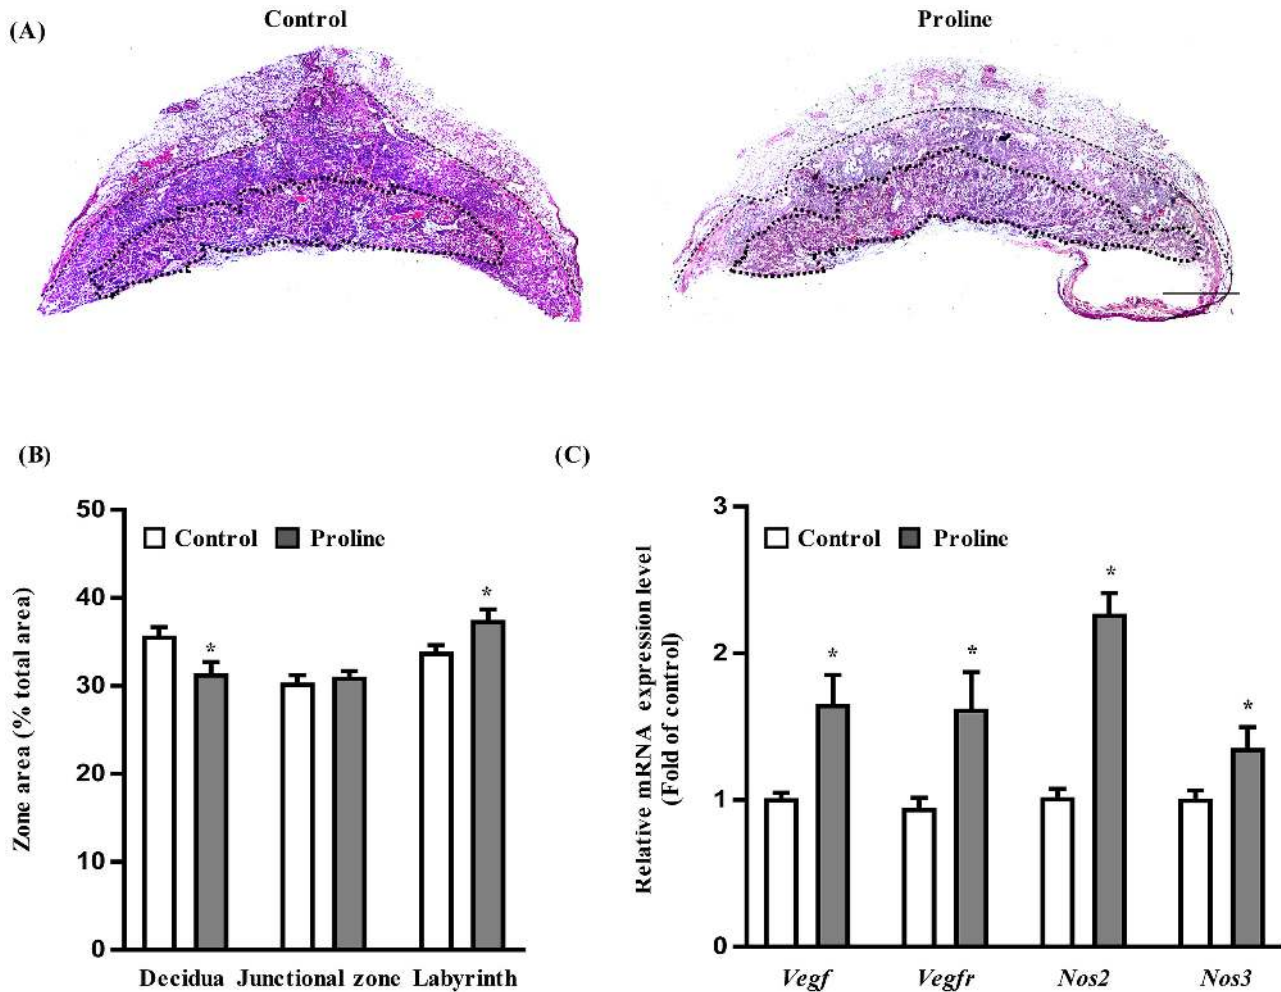 (A)
Control
Proline
(B)
50
40
30
20
10
0
Zone area (% total area)
Control
Proline
*
*
Decidua
Junctional zone
Labyrinth
(C)
3
2
1
0
Relative mRNA expression level
(Fold of control)
Control
Proline
*
*
*
*
Vegf
Vegfr
Nos2
Nos3